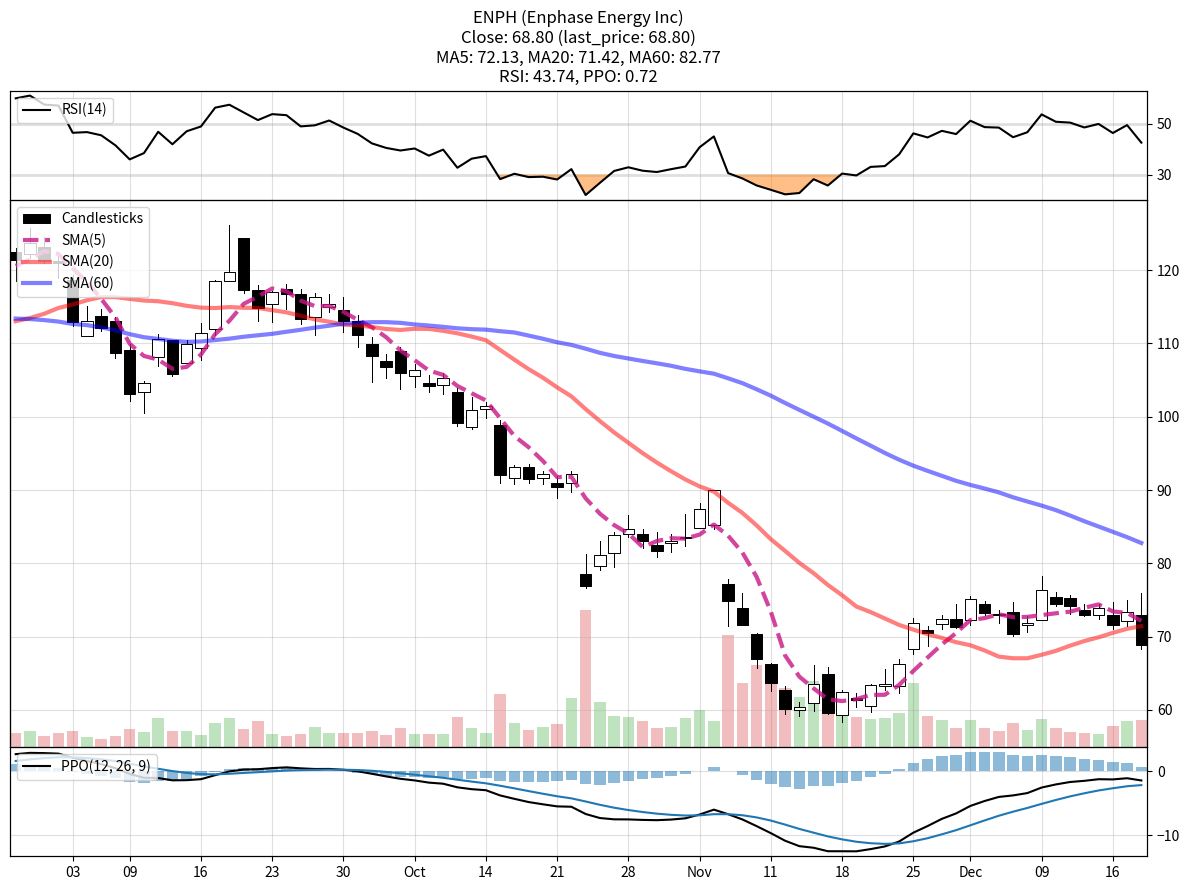 ENPH (Enphase Energy Inc)
Close: 68.80 (last_price: 68.80)
MA5: 72.13, MA20: 71.42, MA60: 82.77
RSI: 43.74, PPO: 0.72
RSI(14)
50
30
Candlesticks
SMA(5)
SMA(20)
SMA(60)
120
110
100
90
80
70
60
PPO(12, 26, 9)
0
−10
03 09 16 23 30 Oct 14 21 28 Nov 11 18 25 Dec 09 16